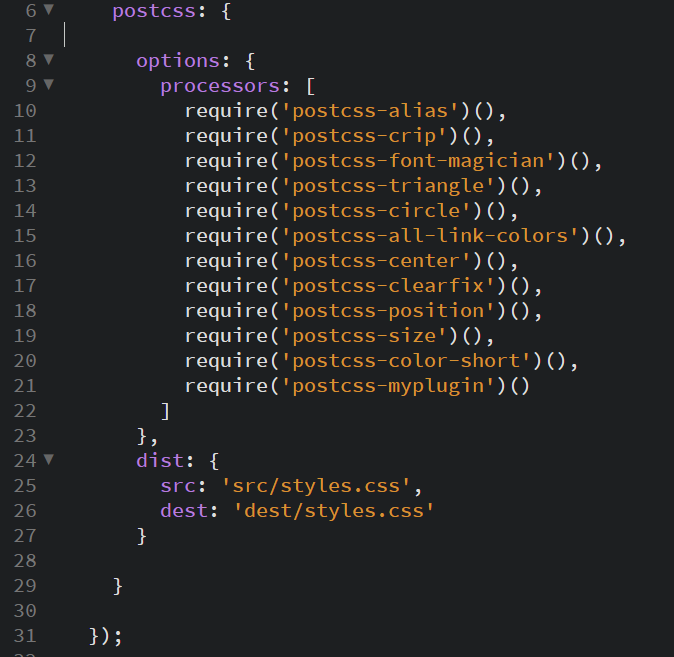 6 ▼ postcss: {
7
8 ▼ options: {
9 ▼ processors: [
10 require('postcss-alias')(),
11 require('postcss-crip')(),
12 require('postcss-font-magician')(),
13 require('postcss-triangle')(),
14 require('postcss-circle')(),
15 require('postcss-all-link-colors')(),
16 require('postcss-center')(),
17 require('postcss-clearfix')(),
18 require('postcss-position')(),
19 require('postcss-size')(),
20 require('postcss-color-short')(),
21 require('postcss-myplugin')()
22 ]
23 },
24 ▼ dist: {
25 src: 'src/styles.css',
26 dest: 'dest/styles.css'
27 }
28
29 }
30
31 });